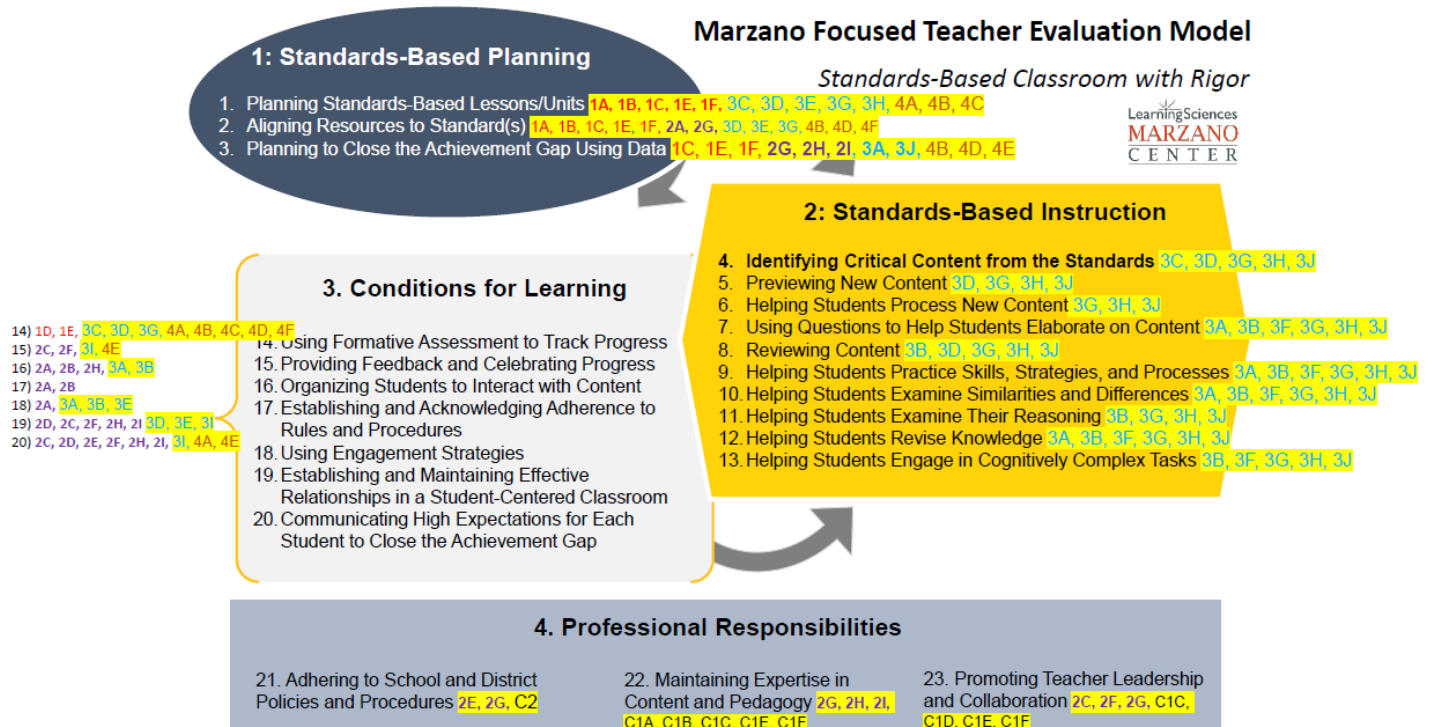 Marzano Focused Teacher Evaluation Model
Standards-Based Classroom with Rigor
LearningSciences
MARZANO
CENTER
1: Standards-Based Planning
1. Planning Standards-Based Lessons/Units 1A, 1B, 1C, 1E, 1F, 3C, 3D, 3E, 3G, 3H, 4A, 4B, 4C
2. Aligning Resources to Standard(s) 1A, 1B, 1C, 1E, 1F, 2A, 2G, 3D, 3E, 3G, 4B, 4D, 4F
3. Planning to Close the Achievement Gap Using Data 1C, 1E, 1F, 2G, 2H, 2I, 3A, 3J, 4B, 4D, 4E
2: Standards-Based Instruction
4. Identifying Critical Content from the Standards 3C, 3D, 3G, 3H, 3J
5. Previewing New Content 3D, 3G, 3H, 3J
6. Helping Students Process New Content 3G, 3H, 3J
7. Using Questions to Help Students Elaborate on Content 3A, 3B, 3F, 3G, 3H, 3J
8. Reviewing Content 3B, 3D, 3G, 3H, 3J
9. Helping Students Practice Skills, Strategies, and Processes 3A, 3B, 3F, 3G, 3H, 3J
10. Helping Students Examine Similarities and Differences 3A, 3B, 3F, 3G, 3H, 3J
11. Helping Students Examine Their Reasoning 3B, 3G, 3H, 3J
12. Helping Students Revise Knowledge 3A, 3B, 3F, 3G, 3H, 3J
13. Helping Students Engage in Cognitively Complex Tasks 3B, 3F, 3G, 3H, 3J
3. Conditions for Learning
14. Using Formative Assessment to Track Progress
15. Providing Feedback and Celebrating Progress
16. Organizing Students to Interact with Content
17. Establishing and Acknowledging Adherence to
Rules and Procedures
18. Using Engagement Strategies
19. Establishing and Maintaining Effective
Relationships in a Student-Centered Classroom
20. Communicating High Expectations for Each
Student to Close the Achievement Gap
14) 1D, 1E, 3C, 3D, 3G, 4A, 4B, 4C, 4D, 4F
15) 2C, 2F, 3I, 4E
16) 2A, 2B, 2H, 3A, 3B
17) 2A, 2B
18) 2A, 3A, 3B, 3E
19) 2D, 2C, 2F, 2H, 2I 3D, 3E, 3I
20) 2C, 2D, 2E, 2F, 2H, 2I, 3I, 4A, 4E
4. Professional Responsibilities
21. Adhering to School and District
Policies and Procedures 2E, 2G, C2
22. Maintaining Expertise in
Content and Pedagogy 2G, 2H, 2I,
C1A, C1B, C1C, C1E, C1F
23. Promoting Teacher Leadership
and Collaboration 2C, 2F, 2G, C1C,
C1D, C1E, C1F